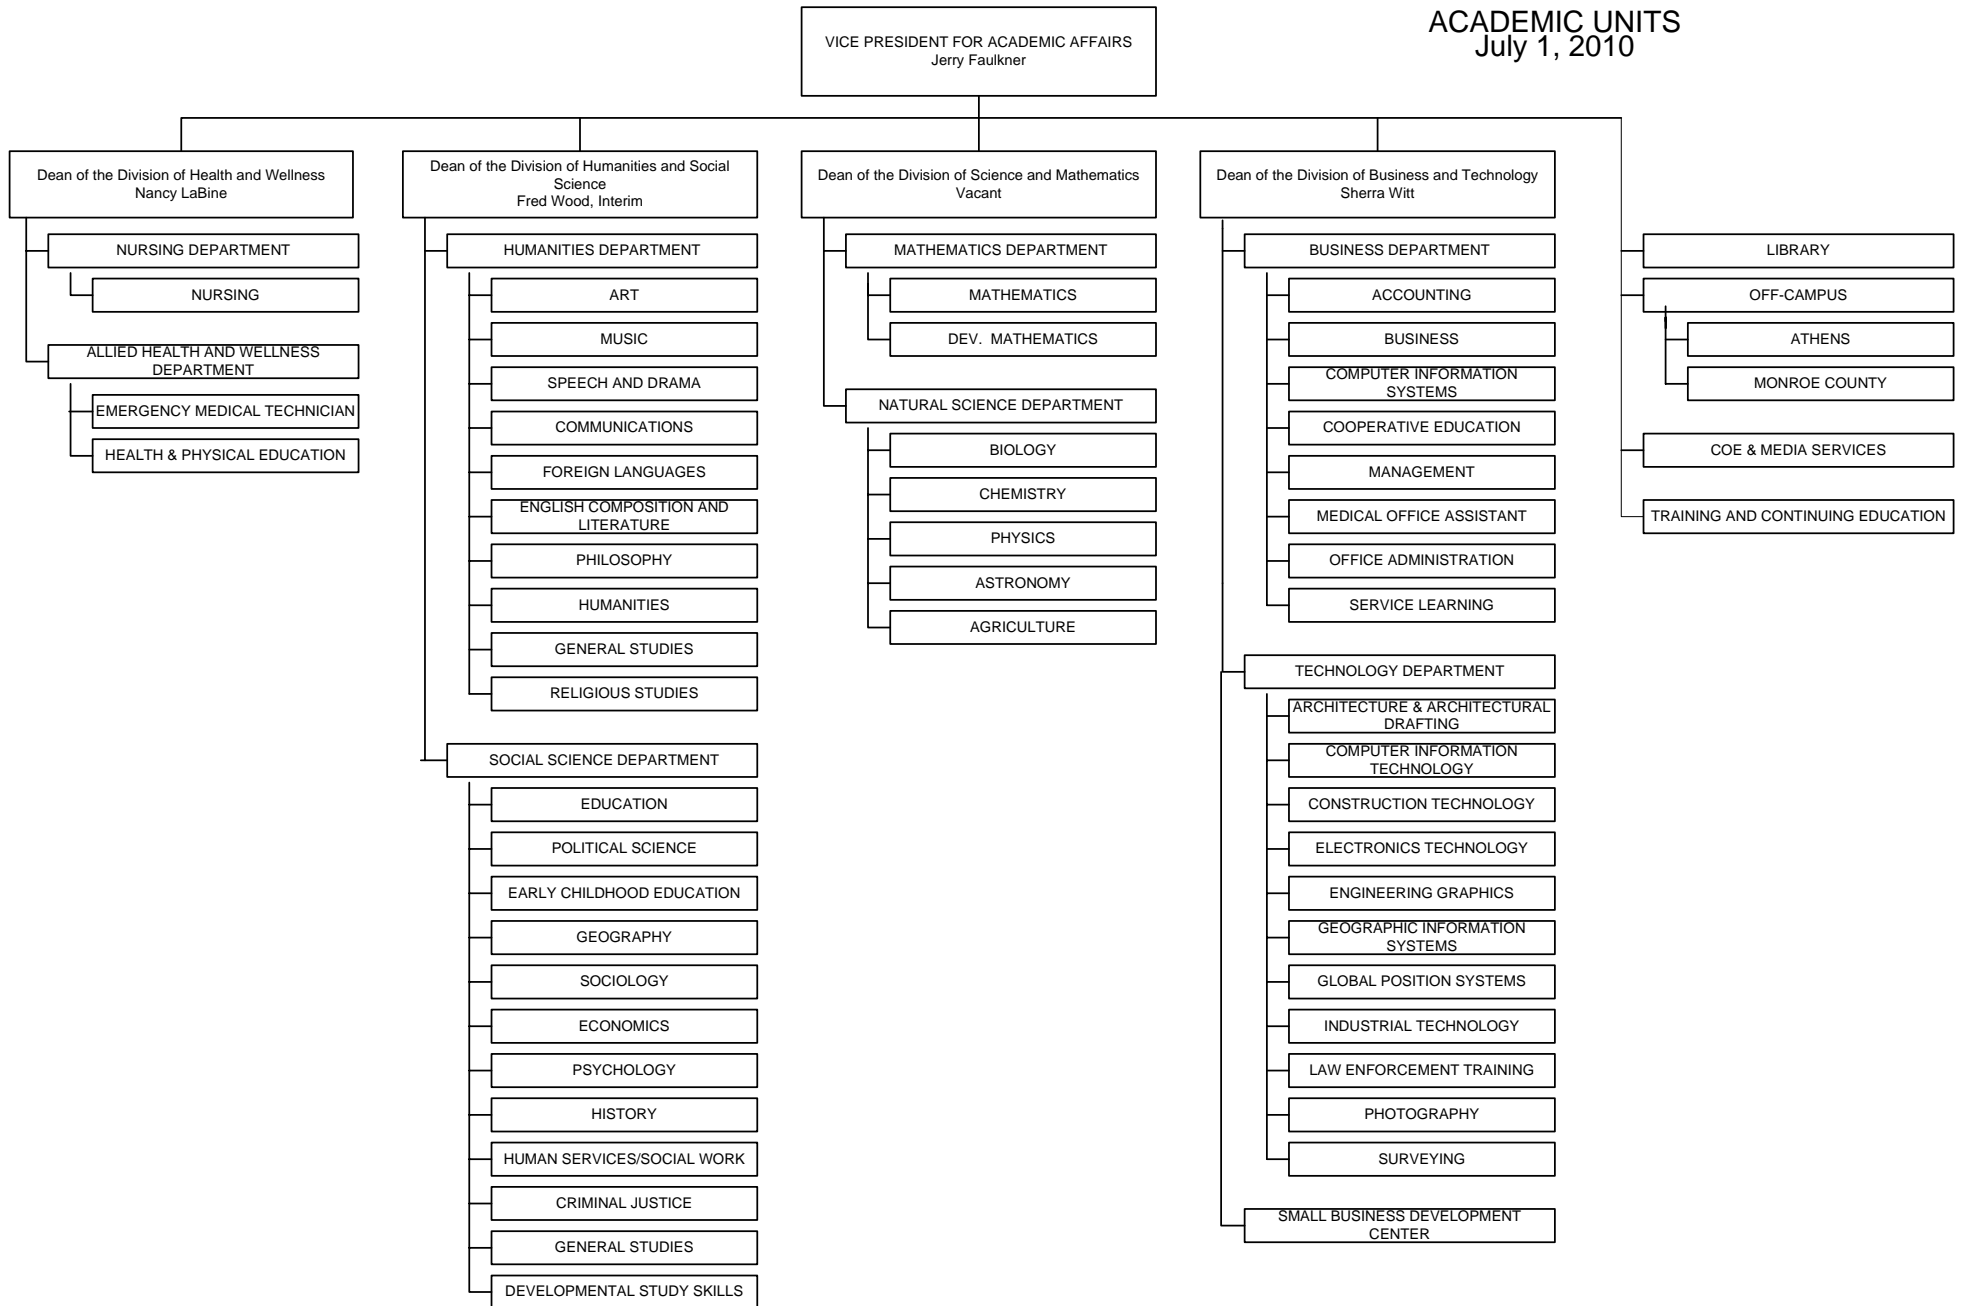 ACADEMIC UNITS
July 1, 2010
VICE PRESIDENT FOR ACADEMIC AFFAIRS
Jerry Faulkner
Dean of the Division of Health and Wellness
Nancy LaBine
NURSING DEPARTMENT
NURSING
ALLIED HEALTH AND WELLNESS
DEPARTMENT
EMERGENCY MEDICAL TECHNICIAN
HEALTH & PHYSICAL EDUCATION
Dean of the Division of Humanities and Social
Science
Fred Wood, Interim
HUMANITIES DEPARTMENT
ART
MUSIC
SPEECH AND DRAMA
COMMUNICATIONS
FOREIGN LANGUAGES
ENGLISH COMPOSITION AND
LITERATURE
PHILOSOPHY
HUMANITIES
GENERAL STUDIES
RELIGIOUS STUDIES
SOCIAL SCIENCE DEPARTMENT
EDUCATION
POLITICAL SCIENCE
EARLY CHILDHOOD EDUCATION
GEOGRAPHY
SOCIOLOGY
ECONOMICS
PSYCHOLOGY
HISTORY
HUMAN SERVICES/SOCIAL WORK
CRIMINAL JUSTICE
GENERAL STUDIES
DEVELOPMENTAL STUDY SKILLS
Dean of the Division of Science and Mathematics
Vacant
MATHEMATICS DEPARTMENT
MATHEMATICS
DEV. MATHEMATICS
NATURAL SCIENCE DEPARTMENT
BIOLOGY
CHEMISTRY
PHYSICS
ASTRONOMY
AGRICULTURE
Dean of the Division of Business and Technology
Sherra Witt
BUSINESS DEPARTMENT
ACCOUNTING
BUSINESS
COMPUTER INFORMATION
SYSTEMS
COOPERATIVE EDUCATION
MANAGEMENT
MEDICAL OFFICE ASSISTANT
OFFICE ADMINISTRATION
SERVICE LEARNING
TECHNOLOGY DEPARTMENT
ARCHITECTURE & ARCHITECTURAL
DRAFTING
COMPUTER INFORMATION
TECHNOLOGY
CONSTRUCTION TECHNOLOGY
ELECTRONICS TECHNOLOGY
ENGINEERING GRAPHICS
GEOGRAPHIC INFORMATION
SYSTEMS
GLOBAL POSITION SYSTEMS
INDUSTRIAL TECHNOLOGY
LAW ENFORCEMENT TRAINING
PHOTOGRAPHY
SURVEYING
SMALL BUSINESS DEVELOPMENT
CENTER
LIBRARY
OFF-CAMPUS
ATHENS
MONROE COUNTY
COE & MEDIA SERVICES
TRAINING AND CONTINUING EDUCATION